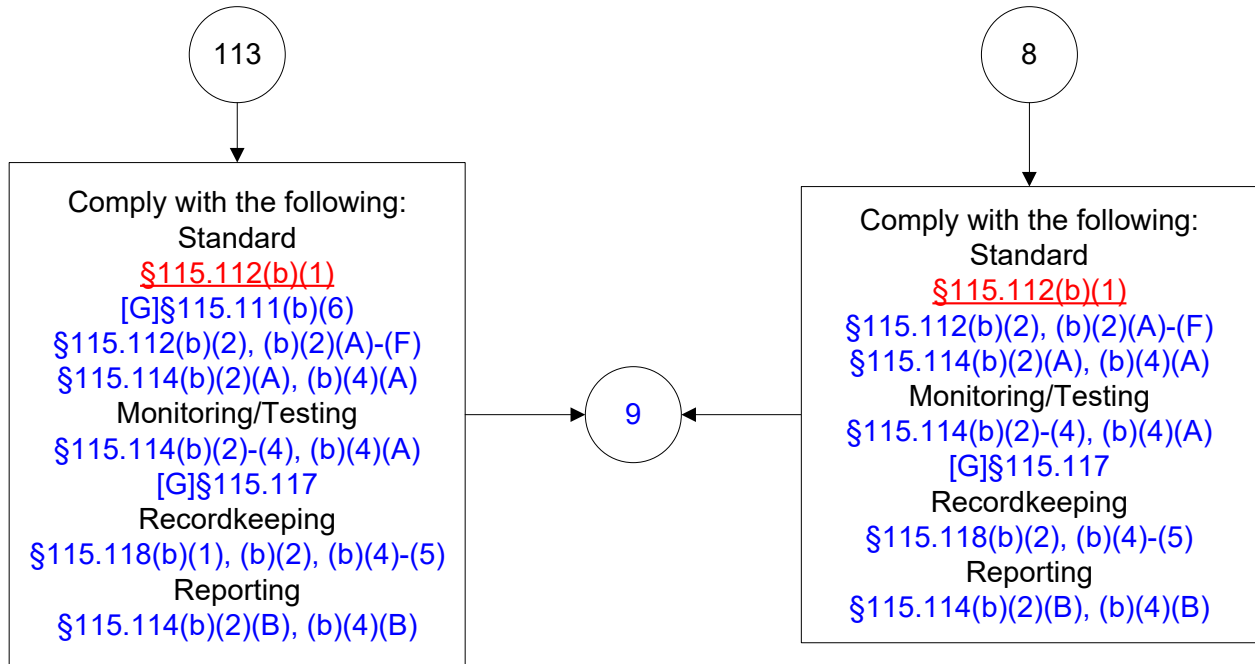 113
Comply with the following:
Standard
§115.112(b)(1)
[G]§115.111(b)(6)
§115.112(b)(2), (b)(2)(A)-(F)
§115.114(b)(2)(A), (b)(4)(A)
Monitoring/Testing
§115.114(b)(2)-(4), (b)(4)(A)
[G]§115.117
Recordkeeping
§115.118(b)(1), (b)(2), (b)(4)-(5)
Reporting
§115.114(b)(2)(B), (b)(4)(B)
9
8
Comply with the following:
Standard
§115.112(b)(1)
§115.112(b)(2), (b)(2)(A)-(F)
§115.114(b)(2)(A), (b)(4)(A)
Monitoring/Testing
§115.114(b)(2)-(4), (b)(4)(A)
[G]§115.117
Recordkeeping
§115.118(b)(2), (b)(4)-(5)
Reporting
§115.114(b)(2)(B), (b)(4)(B)